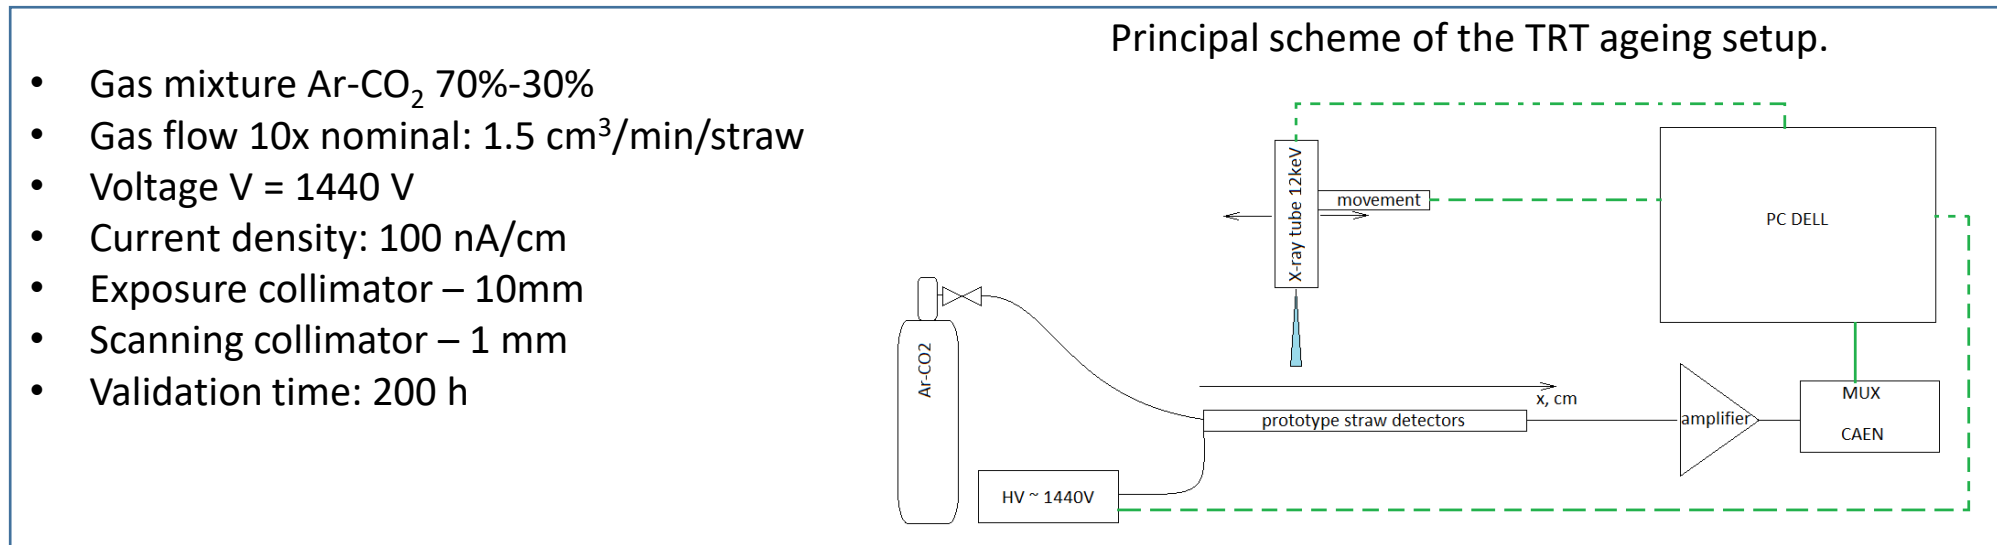 Principal scheme of the TRT ageing setup.
• Gas mixture Ar-CO₂ 70%-30%
• Gas flow 10x nominal: 1.5 cm³/min/straw
• Voltage V = 1440 V
• Current density: 100 nA/cm
• Exposure collimator – 10mm
• Scanning collimator – 1 mm
• Validation time: 200 h
X-ray tube 12keV
movement
PC DELL
Ar-CO2
x, cm
prototype straw detectors
amplifier
MUX
CAEN
HV ~ 1440V